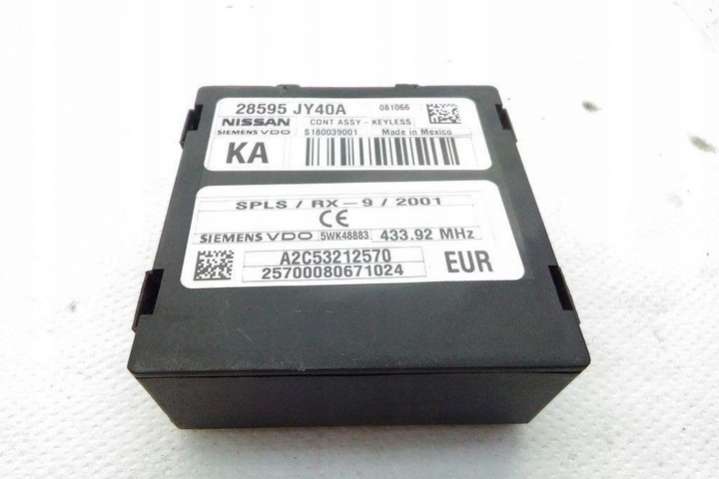 28595 JY40A 081066
NISSAN CONT ASSY - KEYLESS
SIEMENS VDO S180039001 Made in Mexico
KA
SPLS / RX - 9 / 2001
CE
SIEMENS VDO 5WK48883 433.92 MHz
A2C53212570
25700080671024 EUR